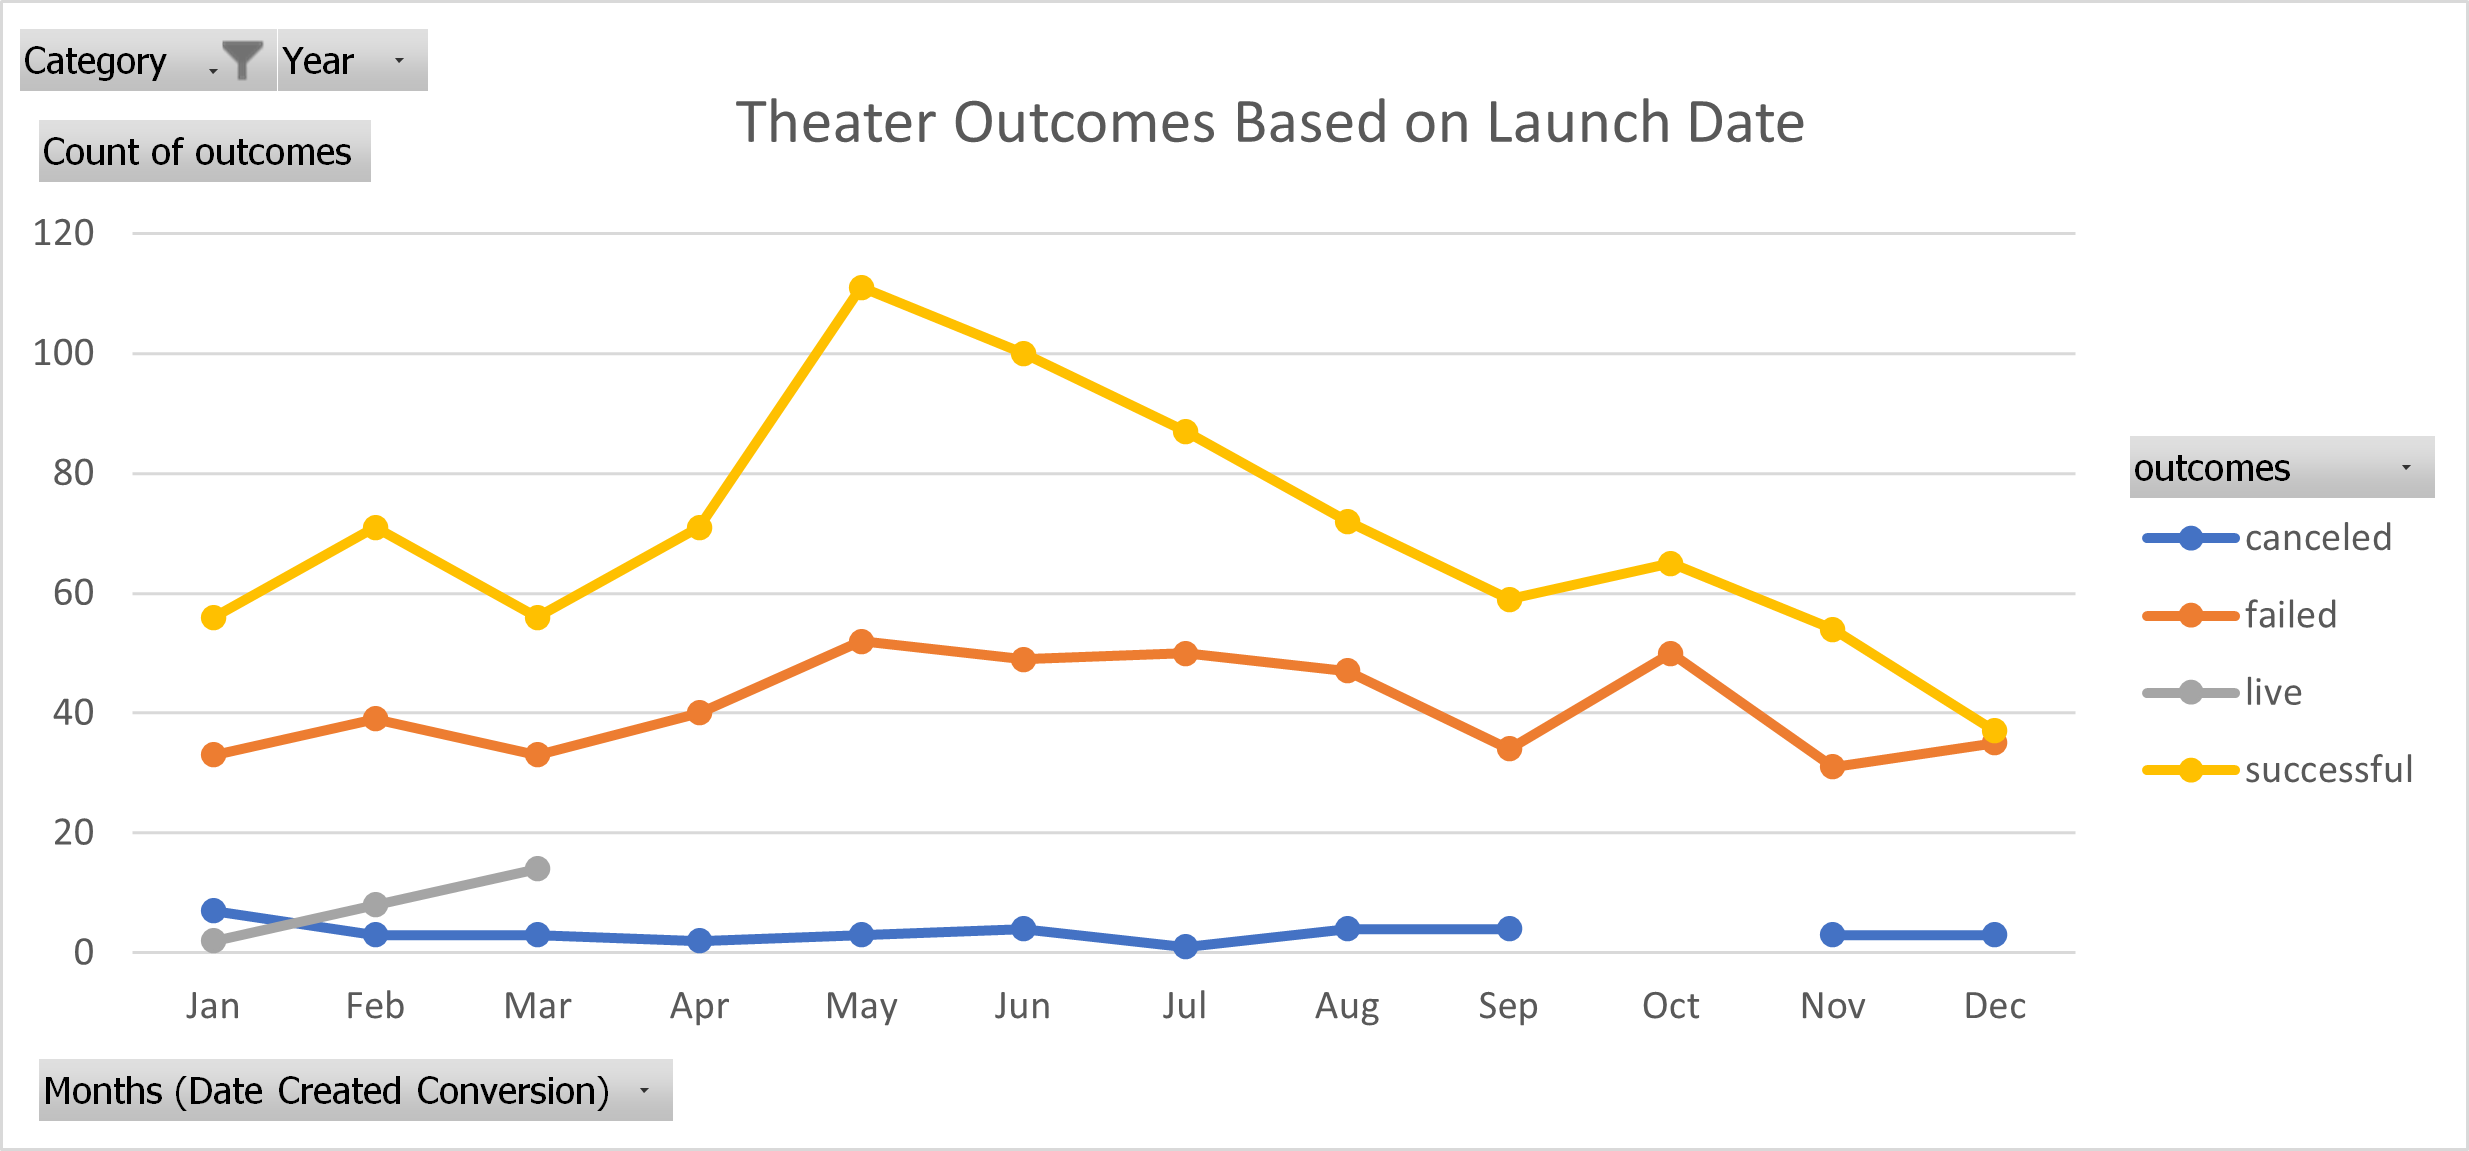 Category Year
Theater Outcomes Based on Launch Date
Count of outcomes
120
100
80
60
40
20
0
Jan Feb Mar Apr May Jun Jul Aug Sep Oct Nov Dec
outcomes
canceled
failed
live
successful
Months (Date Created Conversion)